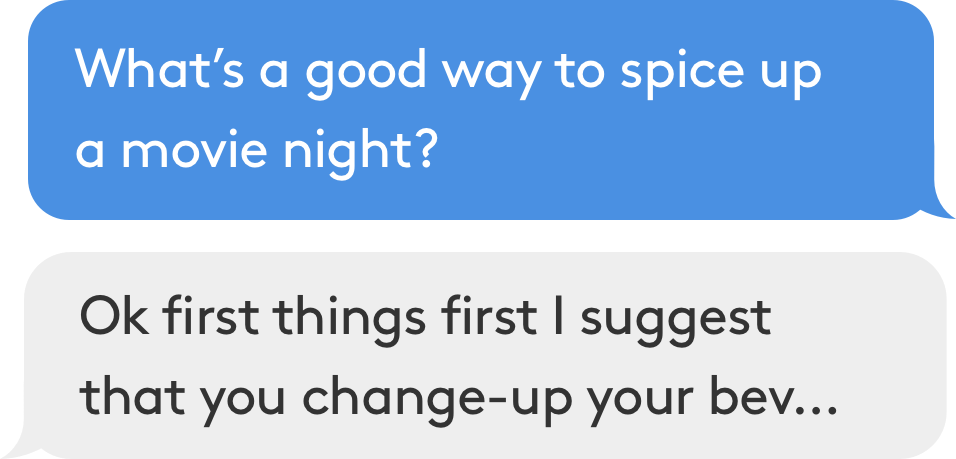 What’s a good way to spice up
a movie night?
Ok first things first I suggest
that you change-up your bev...